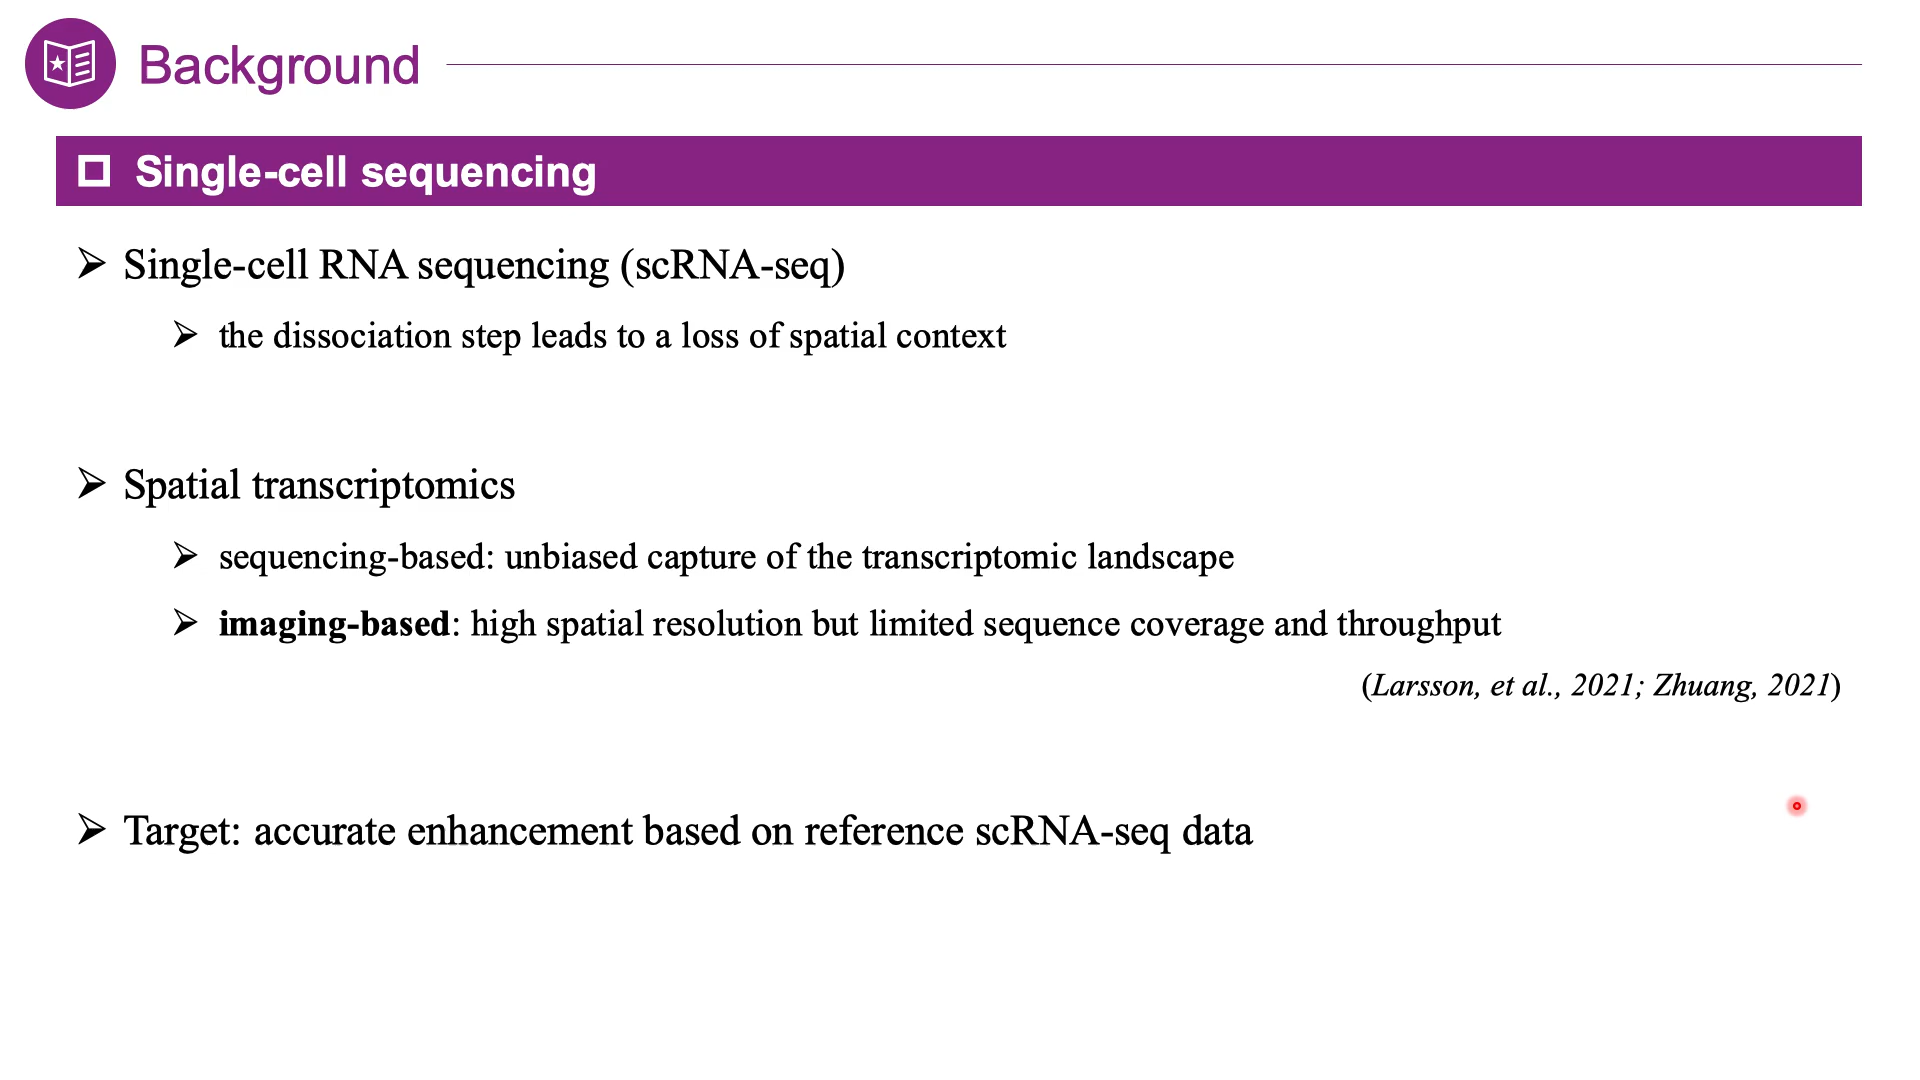 Background
Single-cell sequencing
Single-cell RNA sequencing (scRNA-seq)
the dissociation step leads to a loss of spatial context
Spatial transcriptomics
sequencing-based: unbiased capture of the transcriptomic landscape
imaging-based: high spatial resolution but limited sequence coverage and throughput
(Larsson, et al., 2021; Zhuang, 2021)
Target: accurate enhancement based on reference scRNA-seq data